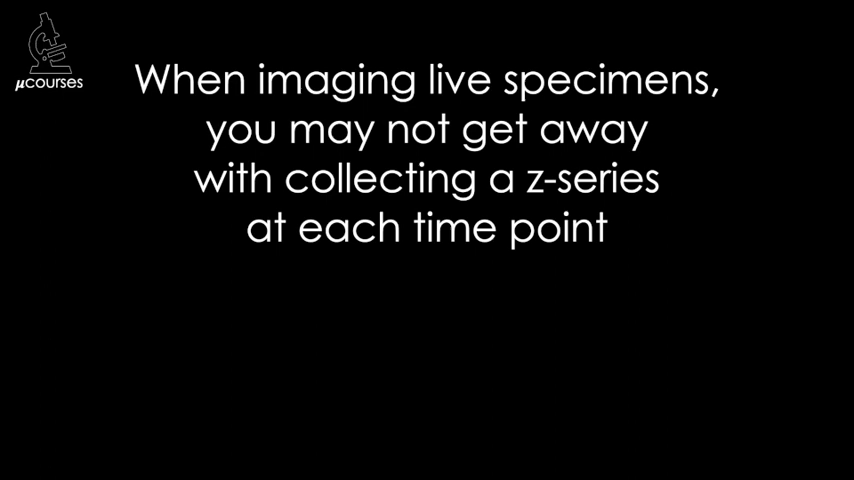 µcourses
When imaging live specimens,
you may not get away
with collecting a z-series
at each time point